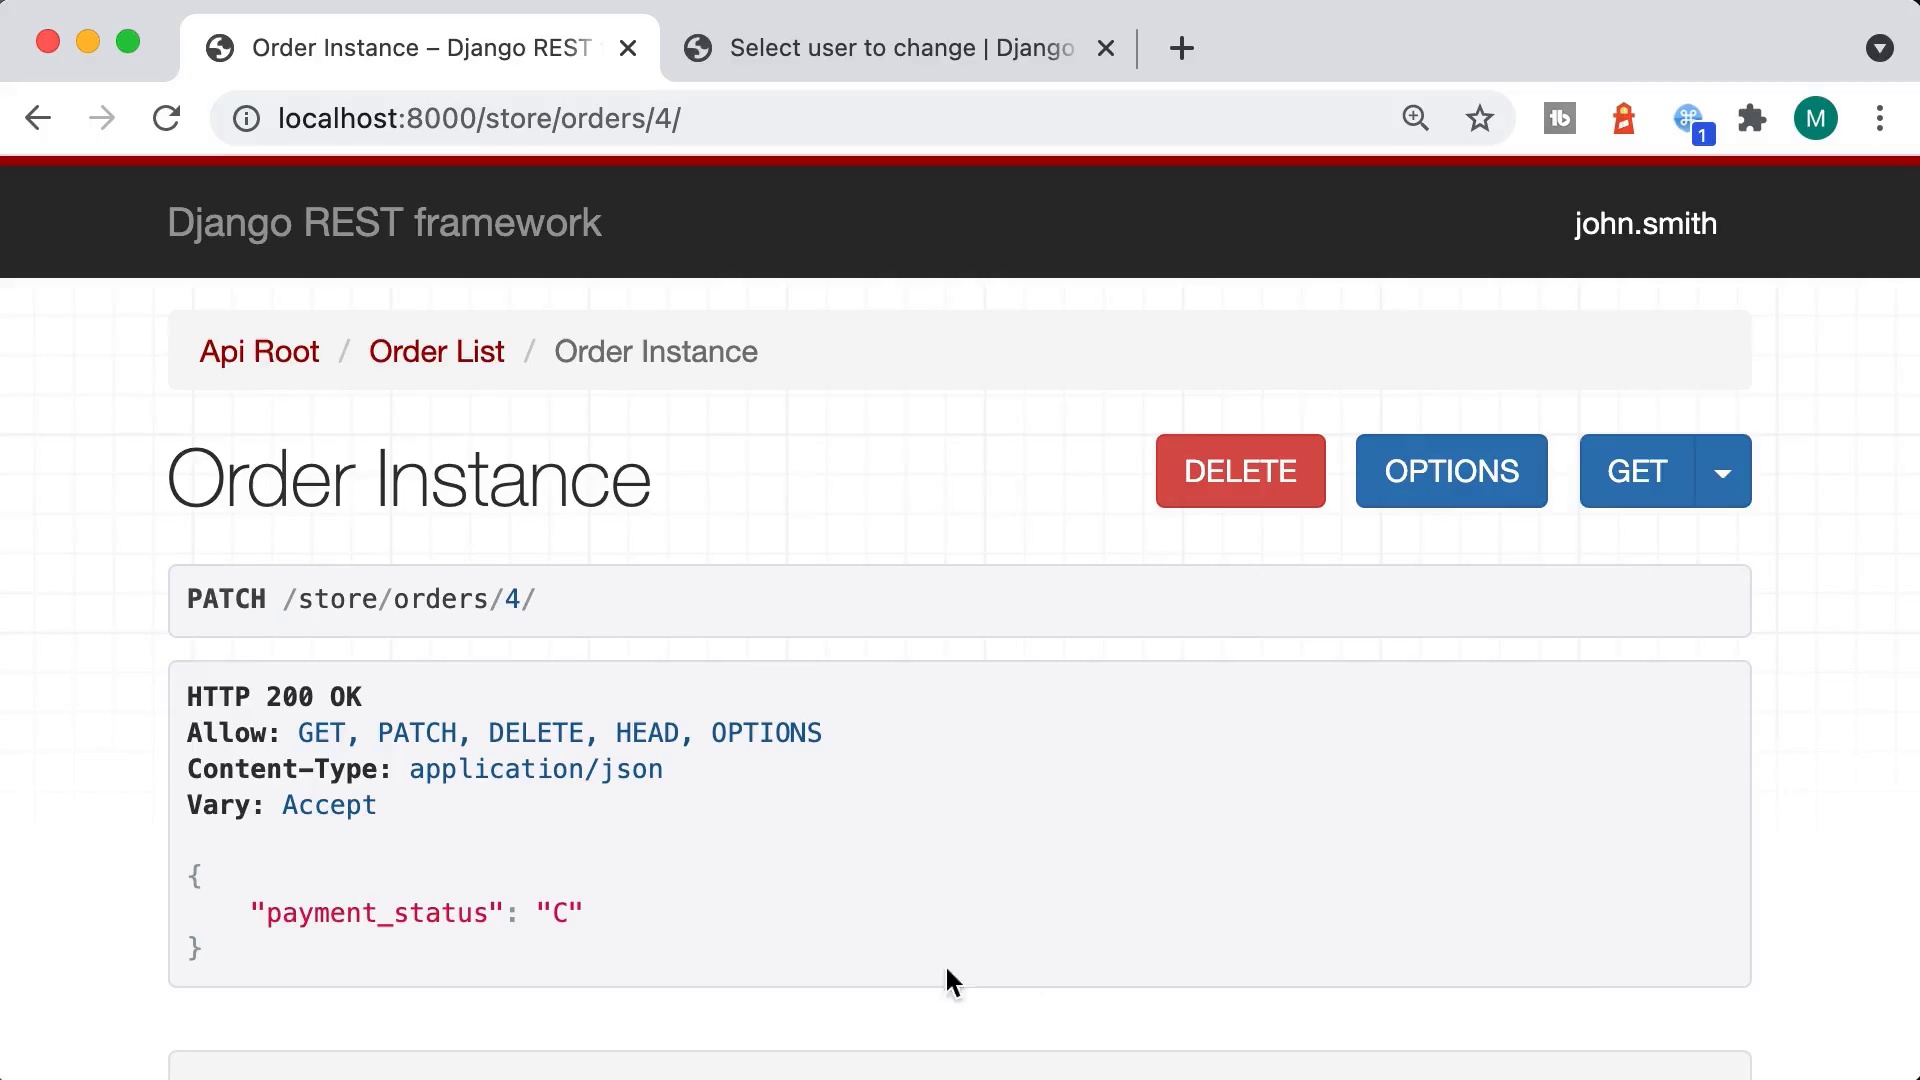 Order Instance – Django REST
Select user to change | Django
localhost:8000/store/orders/4/
1
M
Django REST framework
john.smith
Api Root / Order List / Order Instance
Order Instance
DELETE
OPTIONS
GET
PATCH /store/orders/4/
HTTP 200 OK
Allow: GET, PATCH, DELETE, HEAD, OPTIONS
Content-Type: application/json
Vary: Accept
{
"payment_status": "C"
}